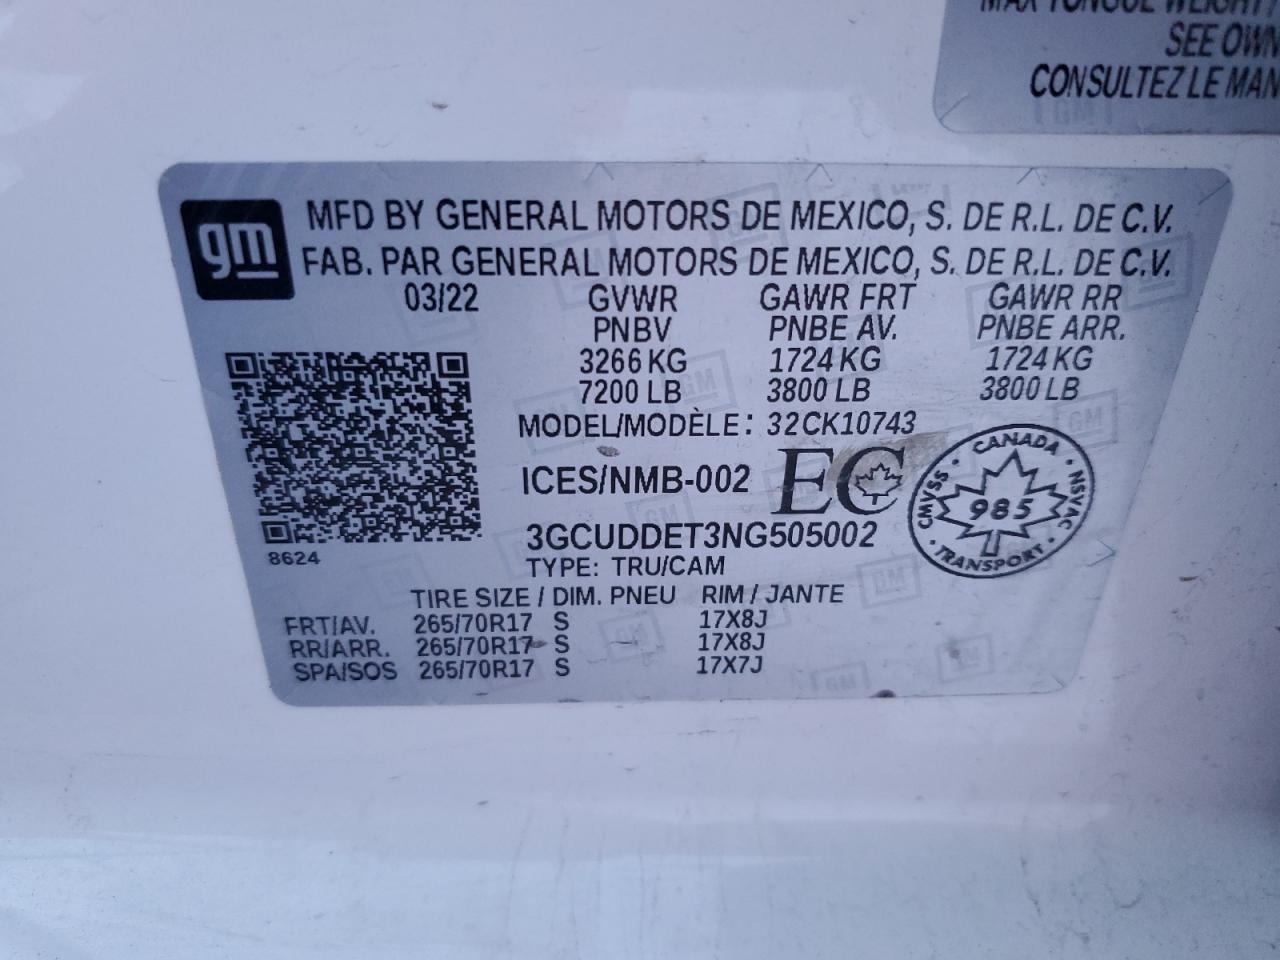 SEE OWN
CONSULTEZ LE MAN
gm
MFD BY GENERAL MOTORS DE MEXICO, S. DE R.L. DE C.V.
FAB. PAR GENERAL MOTORS DE MEXICO, S. DE R.L. DE C.V.
03/22 GVWR GAWR FRT GAWR RR
PNBV PNBE AV. PNBE ARR.
3266 KG 1724 KG 1724 KG
7200 LB 3800 LB 3800 LB
MODEL/MODÈLE: 32CK10743
ICES/NMB-002 EC
CANADA
CMVSS · 985 · NSVAC
TRANSPORT
3GCUDDET3NG505002
8624
TYPE: TRU/CAM
TIRE SIZE / DIM. PNEU RIM / JANTE
FRT/AV. 265/70R17 S 17X8J
RR/ARR. 265/70R17 S 17X8J
SPA/SOS 265/70R17 S 17X7J